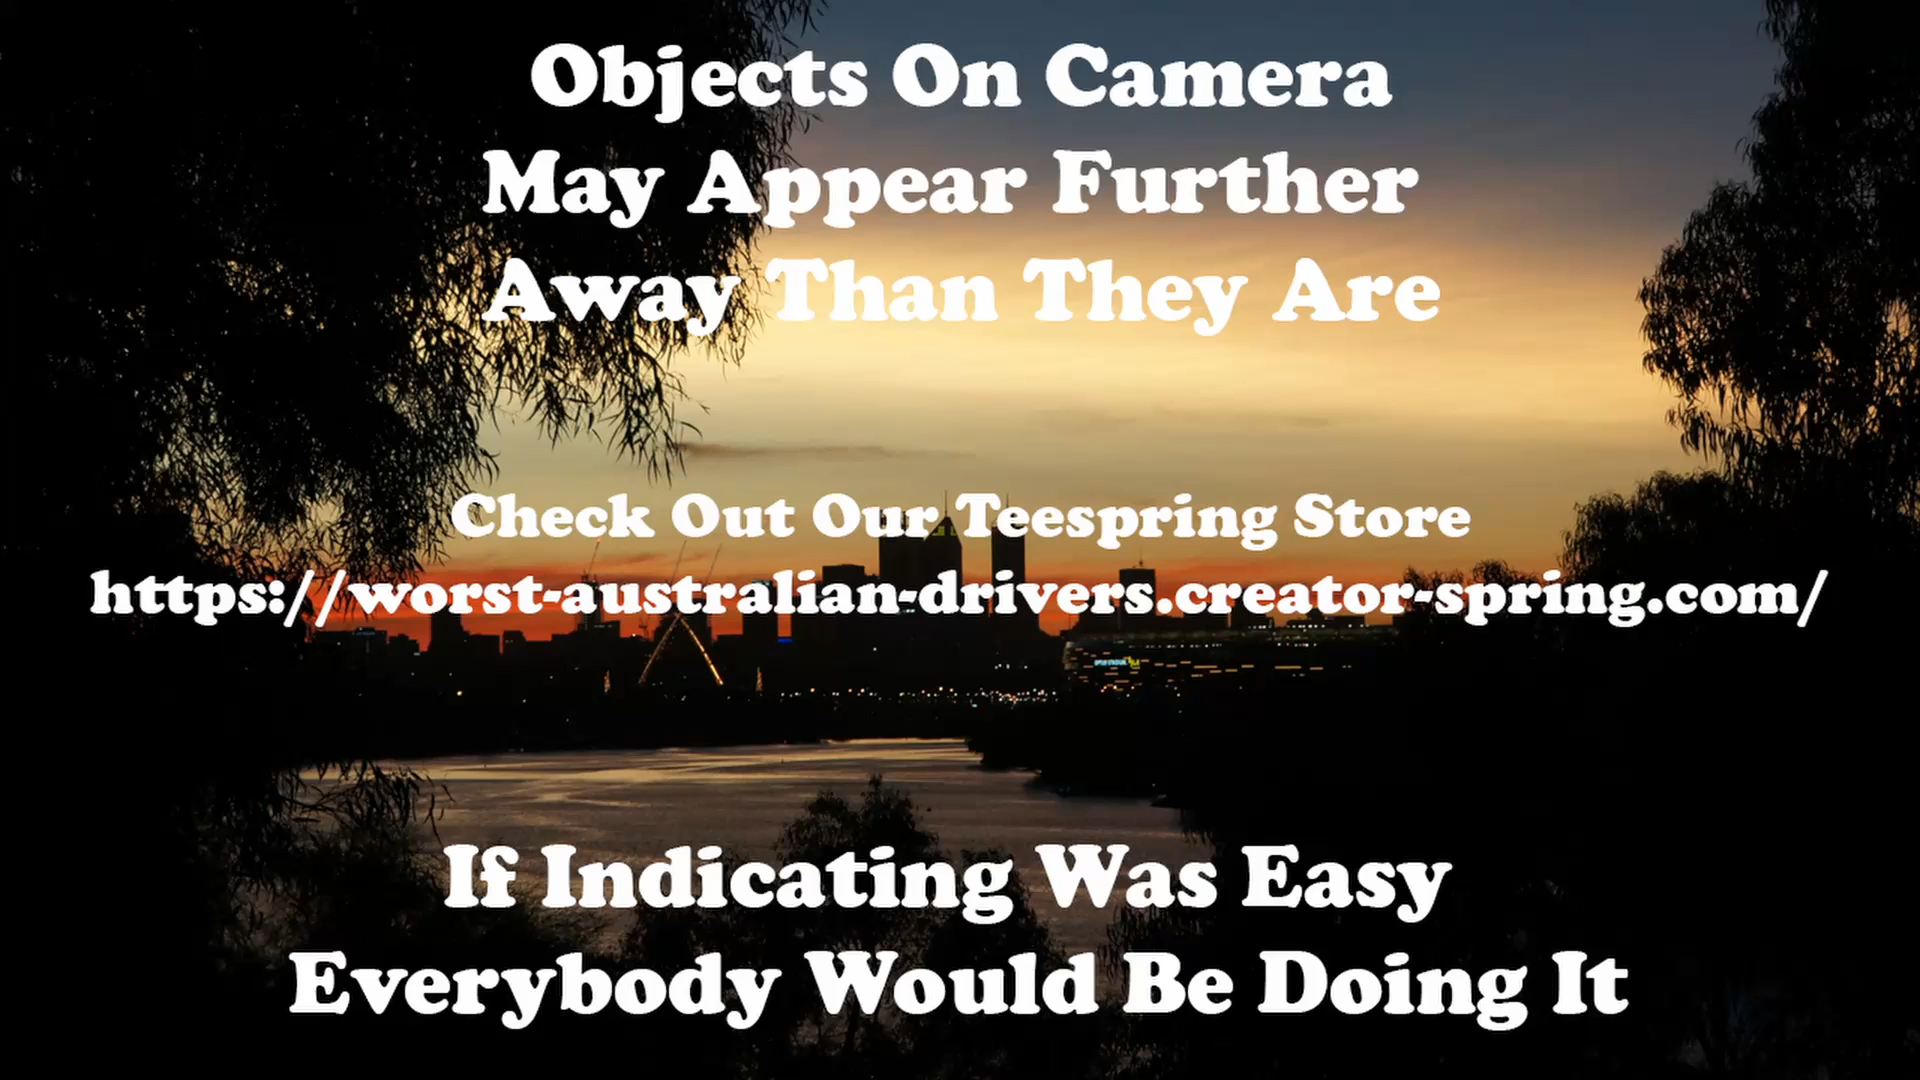 Objects On Camera
May Appear Further
Away Than They Are
Check Out Our Teespring Store
https://worst-australian-drivers.creator-spring.com/
If Indicating Was Easy
Everybody Would Be Doing It